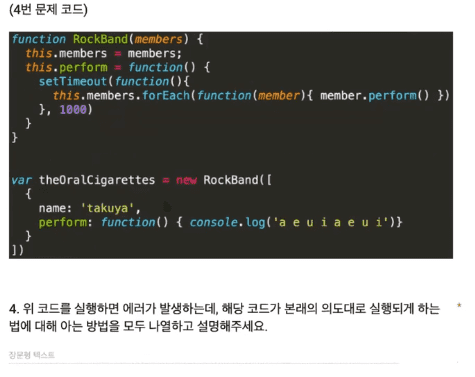 (4번 문제 코드)
function RockBand(members) {
  this.members = members;
  this.perform = function() {
    setTimeout(function(){
      this.members.forEach(function(member){ member.perform() })
    }, 1000)
  }
}
var theOralCigarettes = new RockBand([
  {
    name: 'takuya',
    perform: function() { console.log('a e u i a e u i')}
  }
])
4. 위 코드를 실행하면 에러가 발생하는데, 해당 코드가 본래의 의도대로 실행되게 하는 *
법에 대해 아는 방법을 모두 나열하고 설명해주세요.
장문형 텍스트